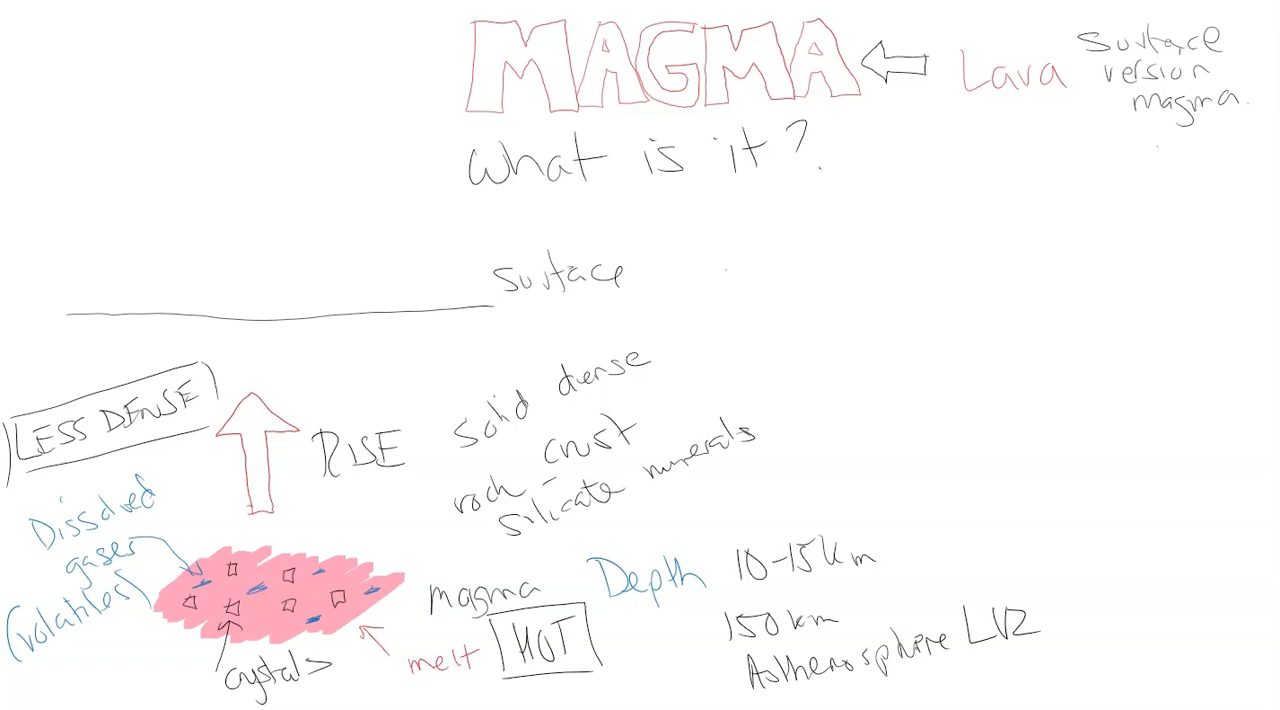 MAGMA
Lava
Surface
version
magma.
What is it?
Surface
LESS DENSE
RISE
solid dense
crust
rock - silicate minerals
Dissolved
gases
(volatiles)
crystals
magma
melt
HOT
Depth
10-15km
150km
Asthenosphere LVZ